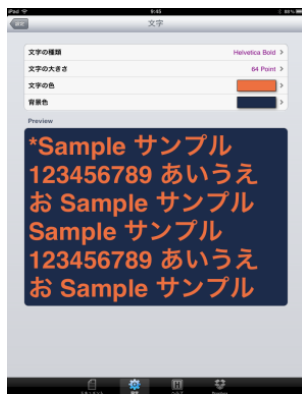 iPad
9:45
文字
文字の種類 Helvetica Bold
文字の大きさ 64 Point
文字の色
背景色
Preview
*Sample サンプル
123456789 あいうえ
お Sample サンプル
Sample サンプル
123456789 あいうえ
お Sample サンプル